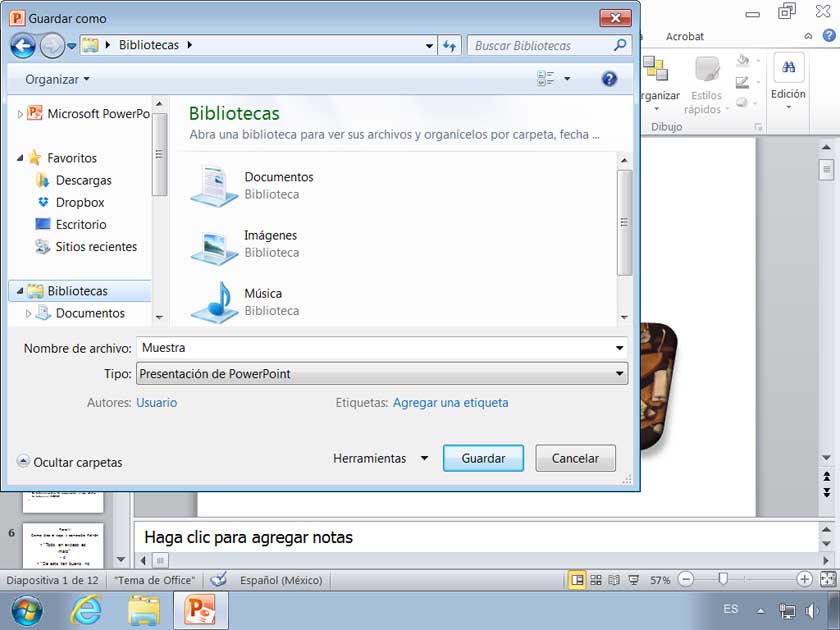 Guardar como
Bibliotecas
Buscar Bibliotecas
Organizar
Microsoft PowerPo
Favoritos
Descargas
Dropbox
Escritorio
Sitios recientes
Bibliotecas
Documentos
Bibliotecas
Abra una biblioteca para ver sus archivos y organícelos por carpeta, fecha ...
Documentos
Biblioteca
Imágenes
Biblioteca
Música
Biblioteca
Nombre de archivo: Muestra
Tipo: Presentación de PowerPoint
Autores: Usuario
Etiquetas: Agregar una etiqueta
Ocultar carpetas
Herramientas
Guardar
Cancelar
Acrobat
rganizar
Estilos
rápidos
Edición
Dibujo
6
Haga clic para agregar notas
Diapositiva 1 de 12
"Tema de Office"
Español (México)
57%
ES